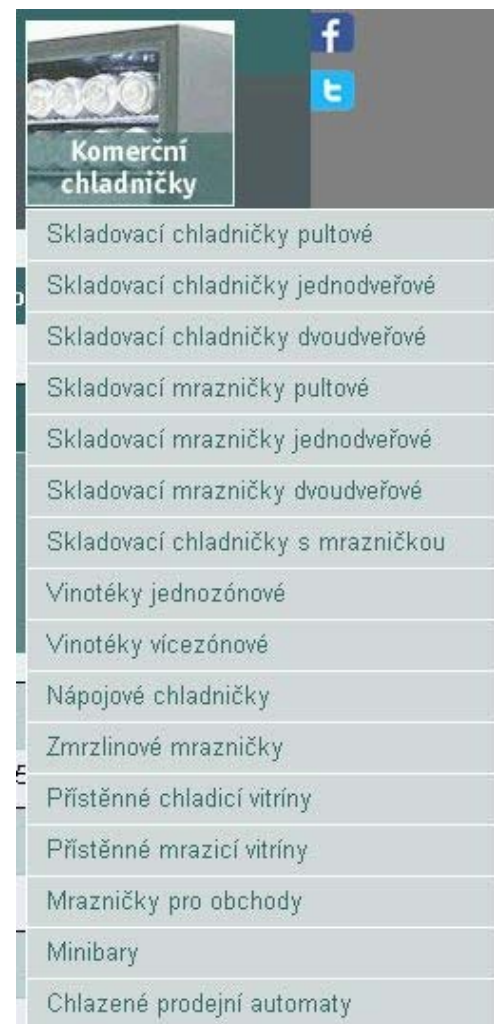 Komerční
chladničky
Skladovací chladničky pultové
Skladovací chladničky jednodveřové
Skladovací chladničky dvoudveřové
Skladovací mrazničky pultové
Skladovací mrazničky jednodveřové
Skladovací mrazničky dvoudveřové
Skladovací chladničky s mrazničkou
Vinotéky jednozónové
Vinotéky vícezónové
Nápojové chladničky
Zmrzlinové mrazničky
Přístěnné chladicí vitríny
Přístěnné mrazicí vitríny
Mrazničky pro obchody
Minibary
Chlazené prodejní automaty